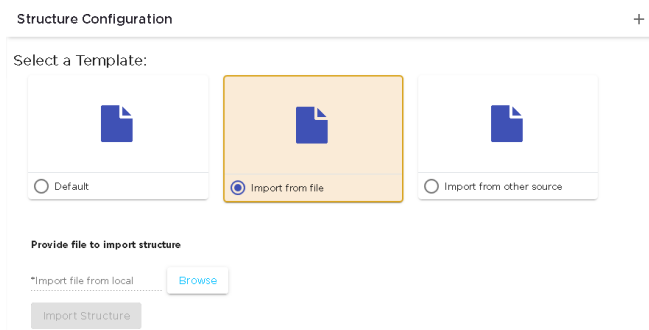 Structure Configuration
Select a Template:
Default
Import from file
Import from other source
Provide file to import structure
*Import file from local
Browse
Import Structure